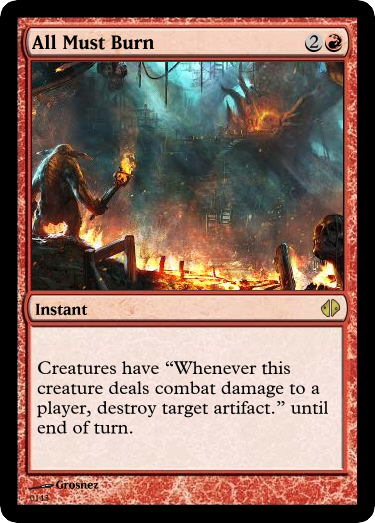 All Must Burn
2
Instant
Creatures have “Whenever this
creature deals combat damage to a
player, destroy target artifact.” until
end of turn.
Grosnez